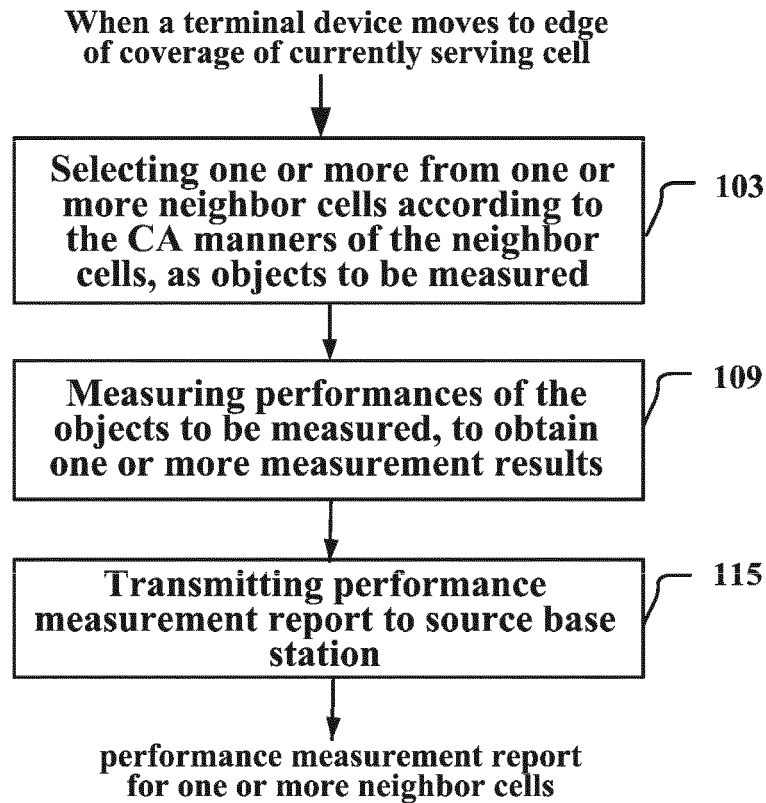 When a terminal device moves to edge
of coverage of currently serving cell
Selecting one or more from one or
more neighbor cells according to
the CA manners of the neighbor
cells, as objects to be measured
103
Measuring performances of the
objects to be measured, to obtain
one or more measurement results
109
Transmitting performance
measurement report to source base
station
115
performance measurement report
for one or more neighbor cells